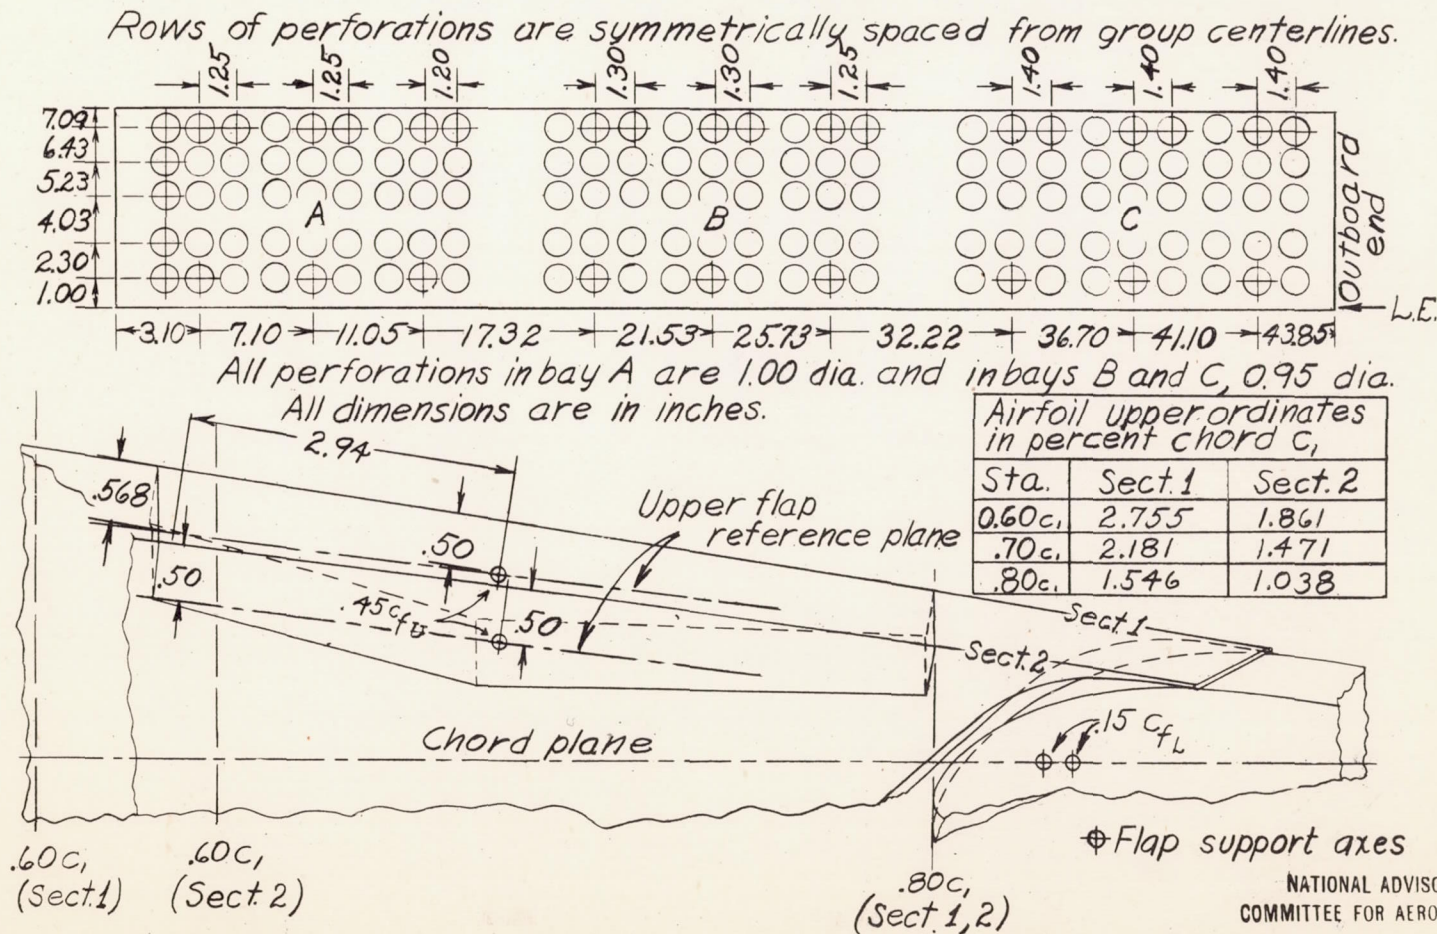 Rows of perforations are symmetrically spaced from group centerlines.
1.25 1.25 1.20 1.30 1.30 1.25 1.40 1.40 1.40
7.09
6.43
5.23
4.03
2.30
1.00
A B C
Outboard end
L.E.
3.10 7.10 11.05 17.32 21.53 25.73 32.22 36.70 41.10 43.85
All perforations in bay A are 1.00 dia. and in bays B and C, 0.95 dia.
All dimensions are in inches.
Airfoil upper ordinates
in percent chord C₁
Sta. Sect. 1 Sect. 2
0.60c₁ 2.755 1.861
.70c₁ 2.181 1.471
.80c₁ 1.546 1.038
2.94
.568
Upper flap
reference plane
.50
.50
.45c
.50
Sect. 1
Sect. 2
Chord plane
.15 c fL
Flap support axes
.60c₁
(Sect. 1)
.60c₁
(Sect. 2)
.80c₁
(Sect. 1, 2)
NATIONAL ADVISO
COMMITTEE FOR AERO